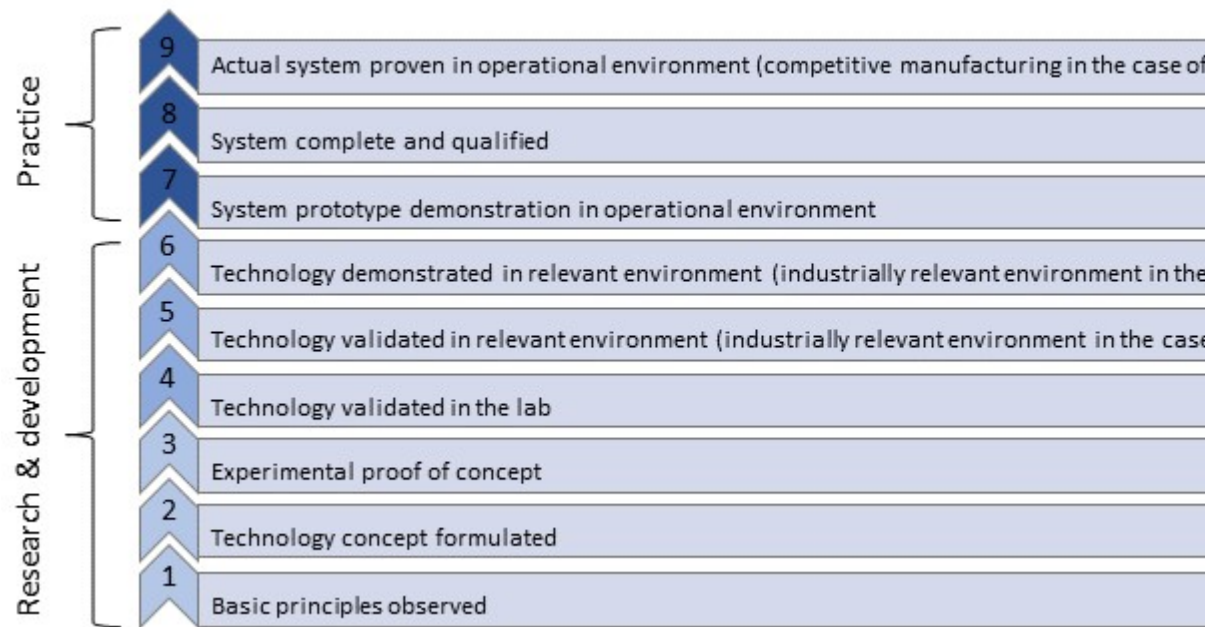 Practice
9
Actual system proven in operational environment (competitive manufacturing in the case of
8
System complete and qualified
7
System prototype demonstration in operational environment
Research & development
6
Technology demonstrated in relevant environment (industrially relevant environment in the
5
Technology validated in relevant environment (industrially relevant environment in the case
4
Technology validated in the lab
3
Experimental proof of concept
2
Technology concept formulated
1
Basic principles observed